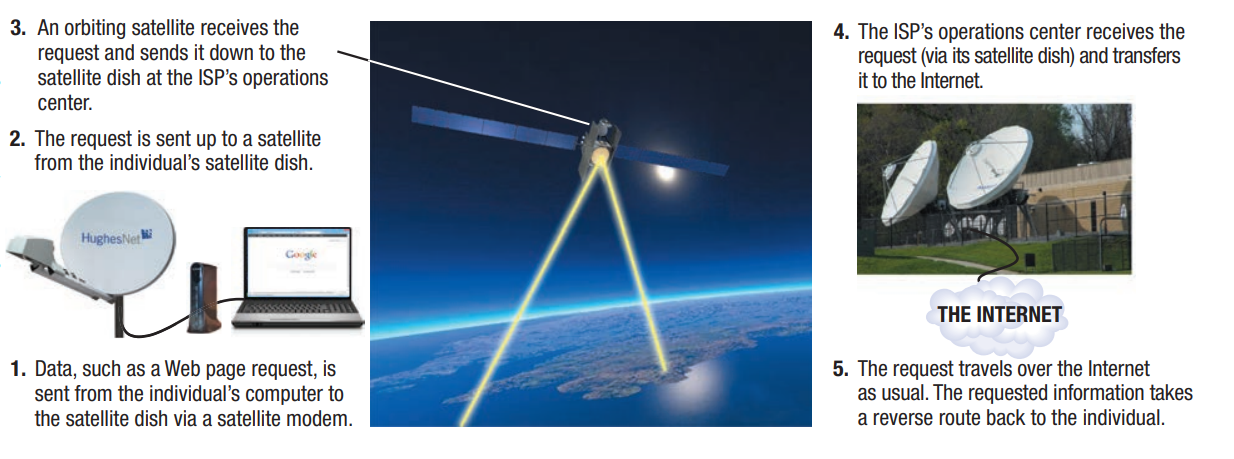 3. An orbiting satellite receives the
request and sends it down to the
satellite dish at the ISP's operations
center.
2. The request is sent up to a satellite
from the individual's satellite dish.
HughesNet
Google
1. Data, such as a Web page request, is
sent from the individual's computer to
the satellite dish via a satellite modem.
4. The ISP's operations center receives the
request (via its satellite dish) and transfers
it to the Internet.
THE INTERNET
5. The request travels over the Internet
as usual. The requested information takes
a reverse route back to the individual.